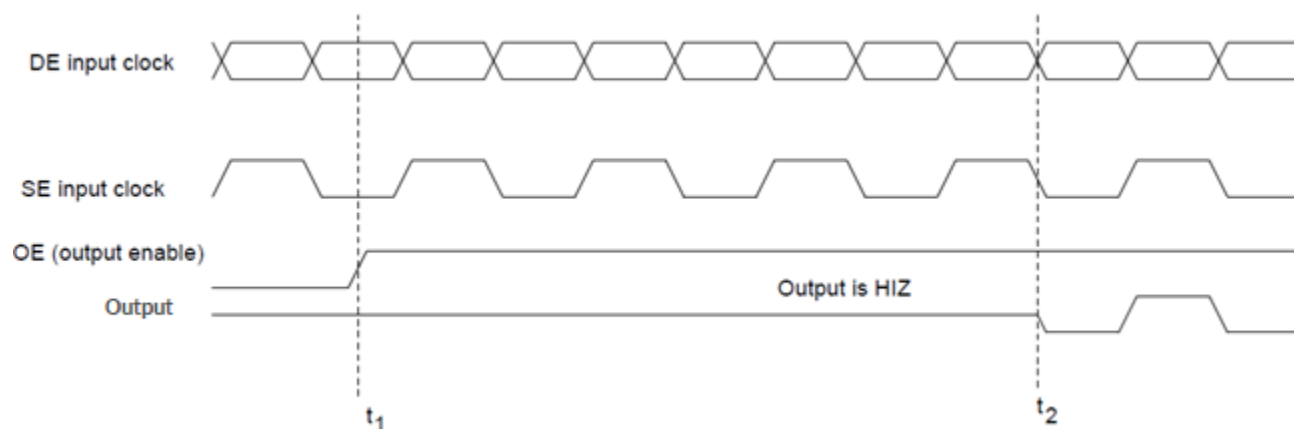 DE input clock
SE input clock
OE (output enable)
Output is HIZ
Output
t1
t2